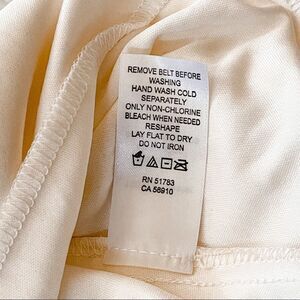 REMOVE BELT BEFORE
WASHING
HAND WASH COLD
SEPARATELY
ONLY NON-CHLORINE
BLEACH WHEN NEEDED
RESHAPE
LAY FLAT TO DRY
DO NOT IRON
RN 51783
CA 56910